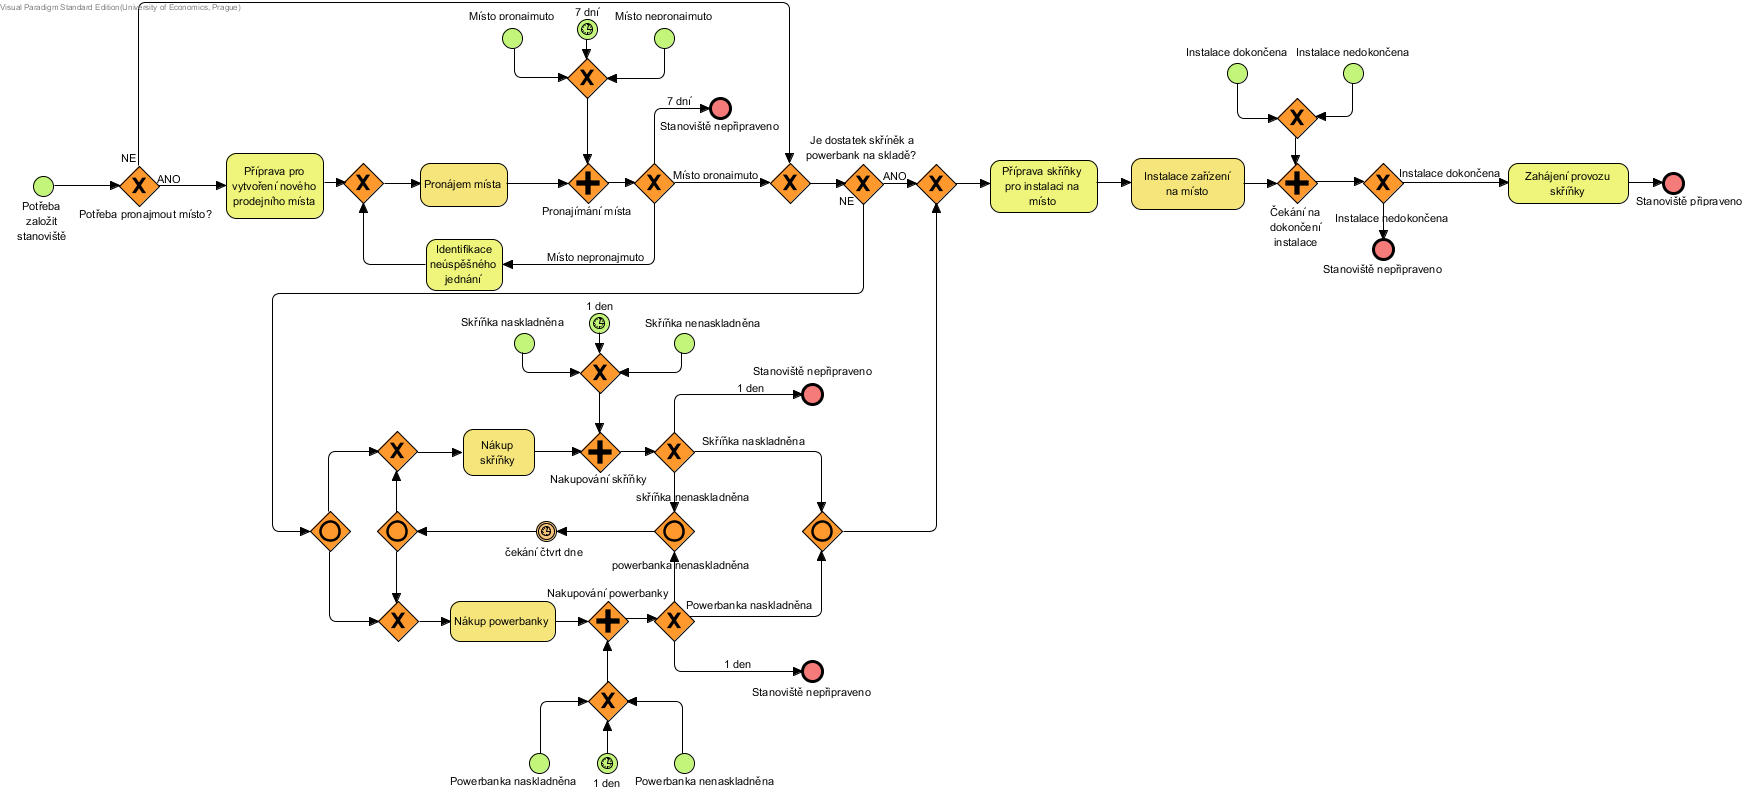 Visual Paradigm Standard Edition(University of Economics, Prague)
Místo pronajmuto
7 dní
Místo nepronajmuto
Instalace dokončena
Instalace nedokončena
7 dní
Stanoviště nepřipraveno
Je dostatek skříněk a
powerbank na skladě?
NE
ANO
Příprava pro
vytvoření nového
prodejního místa
Pronájem místa
Místo pronajmuto
ANO
NE
Příprava skříňky
pro instalaci na
místo
Instalace zařízení
na místo
Instalace dokončena
Zahájení provozu
skříňky
Stanoviště připraveno
Potřeba
založit
stanoviště
Potřeba pronajmout místo?
Pronajímání místa
Čekání na
dokončení
instalace
Instalace nedokončena
Stanoviště nepřipraveno
Identifikace
neúspěšného
jednání
Místo nepronajmuto
1 den
Skříňka naskladněna
Skříňka nenaskladněna
Stanoviště nepřipraveno
1 den
Nákup
skříňky
Skříňka naskladněna
Nakupování skříňky
skříňka nenaskladněna
čekání čtvrt dne
powerbanka nenaskladněna
Nakupování powerbanky
Nákup powerbanky
Powerbanka naskladněna
1 den
Stanoviště nepřipraveno
Powerbanka naskladněna
1 den
Powerbanka nenaskladněna